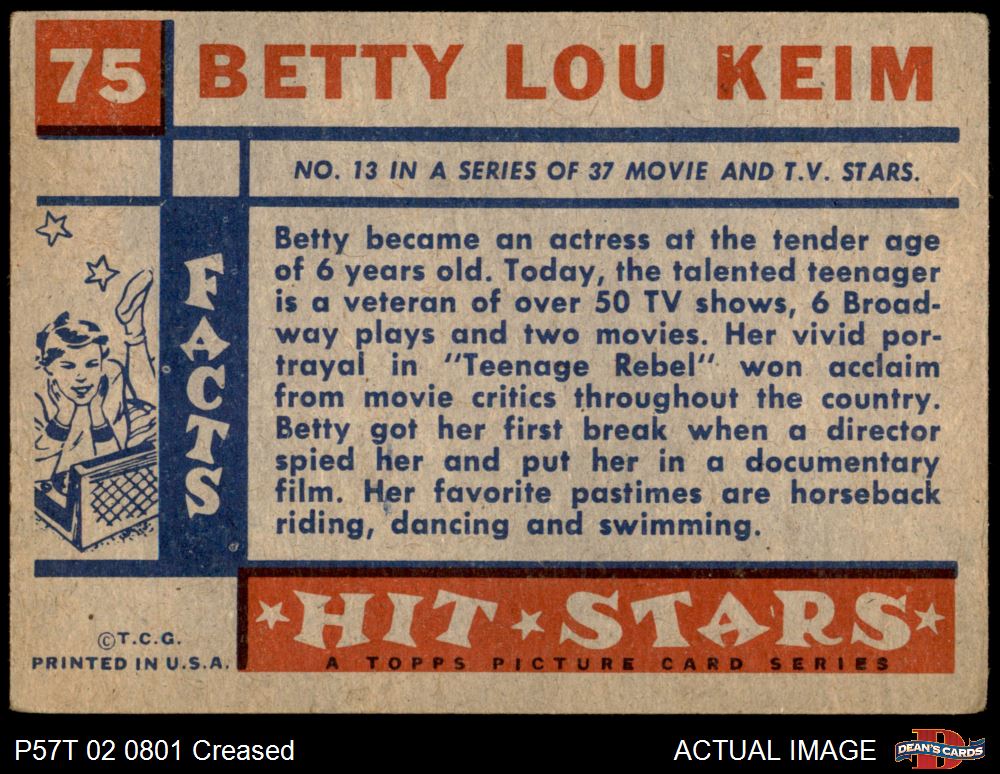 75 BETTY LOU KEIM
NO. 13 IN A SERIES OF 37 MOVIE AND T.V. STARS.
FACTS
Betty became an actress at the tender age
of 6 years old. Today, the talented teenager
is a veteran of over 50 TV shows, 6 Broad-
way plays and two movies. Her vivid por-
trayal in "Teenage Rebel" won acclaim
from movie critics throughout the country.
Betty got her first break when a director
spied her and put her in a documentary
film. Her favorite pastimes are horseback
riding, dancing and swimming.
©T.C.G.
PRINTED IN U.S.A.
HIT STARS
A TOPPS PICTURE CARD SERIES
P57T 02 0801 Creased
ACTUAL IMAGE
D
DEAN'S CARDS